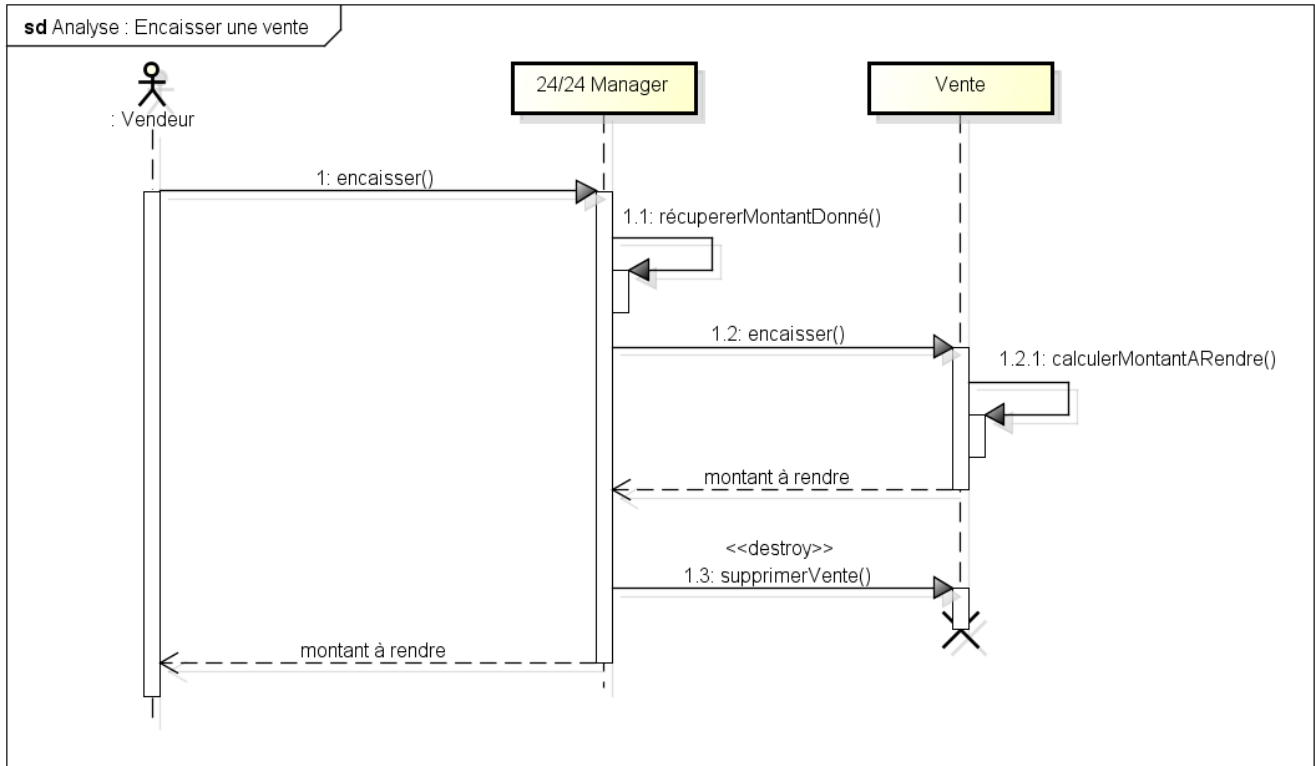 sd Analyse : Encaisser une vente
24/24 Manager
Vente
: Vendeur
1: encaisser()
1.1: récupererMontantDonné()
1.2: encaisser()
1.2.1: calculerMontantARendre()
montant à rendre
<<destroy>>
1.3: supprimerVente()
montant à rendre